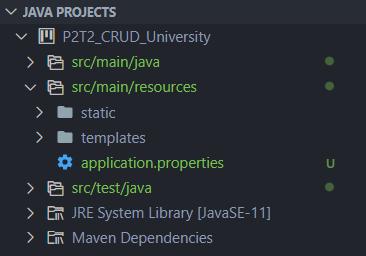 JAVA PROJECTS
P2T2_CRUD_University
src/main/java
src/main/resources
static
templates
application.properties U
src/test/java
JRE System Library [JavaSE-11]
Maven Dependencies